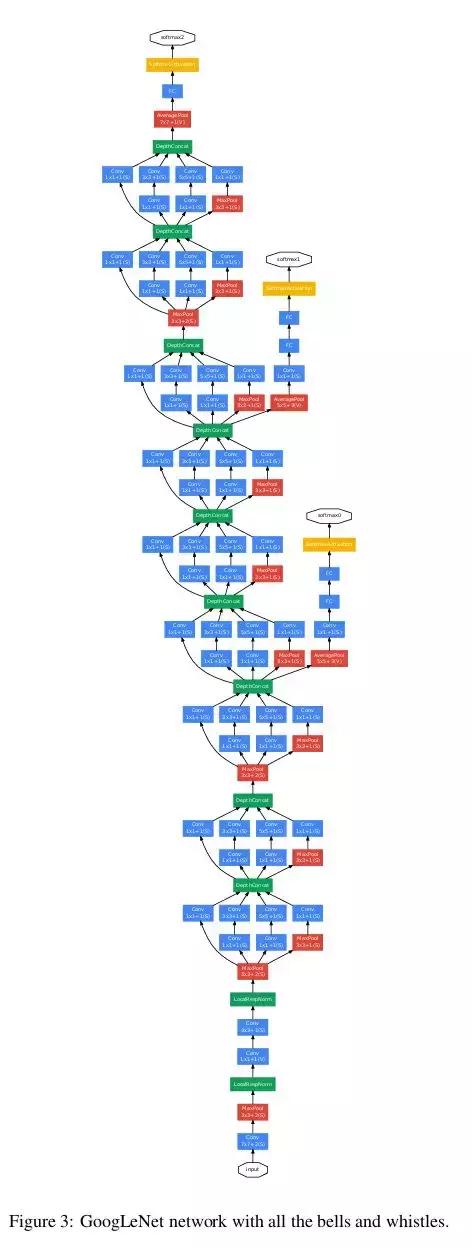 softmax2
SoftmaxActivation
FC
AveragePool
7x7+1(V)
DepthConcat
Conv Conv Conv Conv
1x1+1(S) 3x3+1(S) 5x5+1(S) 1x1+1(S)
Conv Conv MaxPool
1x1+1(S) 1x1+1(S) 3x3+1(S)
DepthConcat
Conv Conv Conv Conv
1x1+1(S) 3x3+1(S) 5x5+1(S) 1x1+1(S)
softmax1
Conv Conv MaxPool
1x1+1(S) 1x1+1(S) 3x3+1(S)
SoftmaxActivation
MaxPool
3x3+2(S)
FC
DepthConcat
FC
Conv Conv Conv Conv Conv
1x1+1(S) 3x3+1(S) 5x5+1(S) 1x1+1(S) 1x1+1(S)
Conv Conv MaxPool AveragePool
1x1+1(S) 1x1+1(S) 3x3+1(S) 5x5+3(V)
DepthConcat
Conv Conv Conv Conv
1x1+1(S) 3x3+1(S) 5x5+1(S) 1x1+1(S)
Conv Conv MaxPool
1x1+1(S) 1x1+1(S) 3x3+1(S)
DepthConcat
softmax0
Conv Conv Conv Conv
1x1+1(S) 3x3+1(S) 5x5+1(S) 1x1+1(S)
SoftmaxActivation
Conv Conv MaxPool
1x1+1(S) 1x1+1(S) 3x3+1(S)
FC
DepthConcat
FC
Conv Conv Conv Conv Conv
1x1+1(S) 3x3+1(S) 5x5+1(S) 1x1+1(S) 1x1+1(S)
Conv Conv MaxPool AveragePool
1x1+1(S) 1x1+1(S) 3x3+1(S) 5x5+3(V)
DepthConcat
Conv Conv Conv Conv
1x1+1(S) 3x3+1(S) 5x5+1(S) 1x1+1(S)
Conv Conv MaxPool
1x1+1(S) 1x1+1(S) 3x3+1(S)
MaxPool
3x3+2(S)
DepthConcat
Conv Conv Conv Conv
1x1+1(S) 3x3+1(S) 5x5+1(S) 1x1+1(S)
Conv Conv MaxPool
1x1+1(S) 1x1+1(S) 3x3+1(S)
DepthConcat
Conv Conv Conv Conv
1x1+1(S) 3x3+1(S) 5x5+1(S) 1x1+1(S)
Conv Conv MaxPool
1x1+1(S) 1x1+1(S) 3x3+1(S)
MaxPool
3x3+2(S)
LocalRespNorm
Conv
3x3+1(S)
Conv
1x1+1(V)
LocalRespNorm
MaxPool
3x3+2(S)
Conv
7x7+2(S)
input
Figure 3: GoogLeNet network with all the bells and whistles.